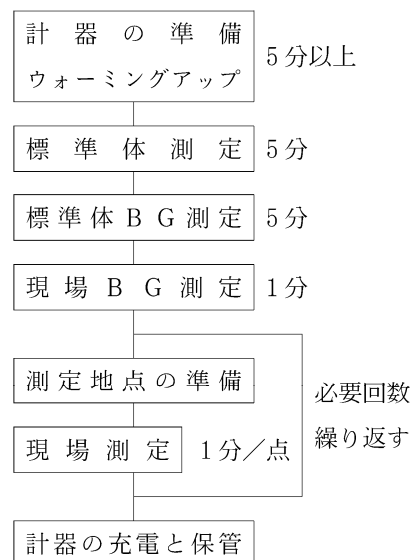 計器の準備
ウォーミングアップ
5分以上
標準体測定 5分
標準体BG測定 5分
現場BG測定 1分
測定地点の準備
現場測定 1分／点
必要回数
繰り返す
計器の充電と保管